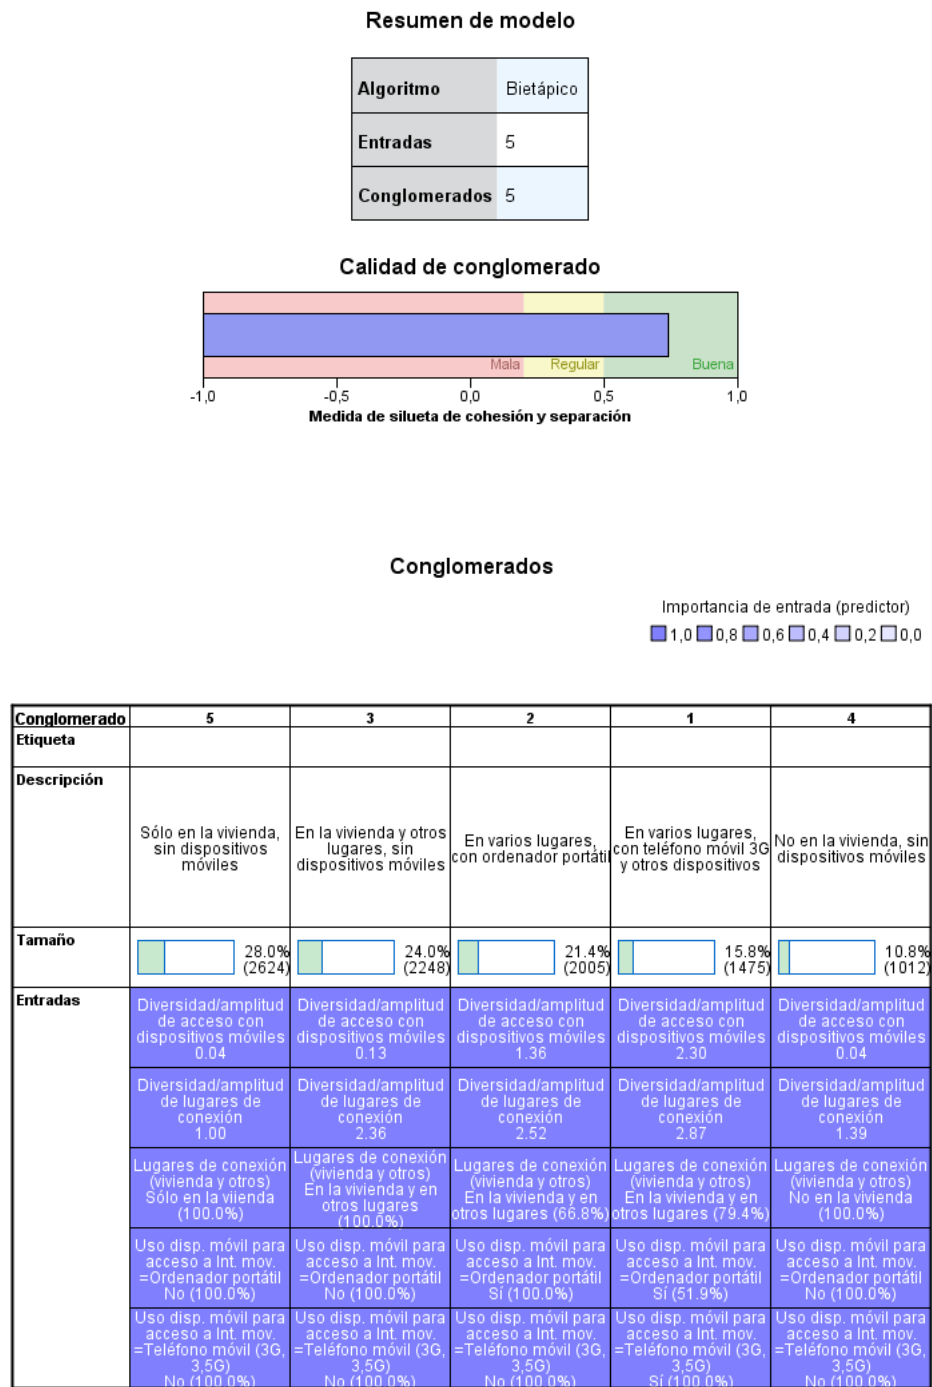 Resumen de modelo
Algoritmo Bietápico
Entradas 5
Conglomerados 5
Calidad de conglomerado
Mala Regular Buena
-1,0 -0,5 0,0 0,5 1,0
Medida de silueta de cohesión y separación
Conglomerados
Importancia de entrada (predictor)
1,0 0,8 0,6 0,4 0,2 0,0
Conglomerado 5 3 2 1 4
Etiqueta
Descripción
Sólo en la vivienda,
sin dispositivos
móviles
En la vivienda y otros
lugares, sin
dispositivos móviles
En varios lugares,
con ordenador portátil
En varios lugares,
con teléfono móvil 3G
y otros dispositivos
No en la vivienda, sin
dispositivos móviles
Tamaño
28.0%
(2624)
24.0%
(2248)
21.4%
(2005)
15.8%
(1475)
10.8%
(1012)
Entradas
Diversidad/amplitud
de acceso con
dispositivos móviles
0.04
Diversidad/amplitud
de acceso con
dispositivos móviles
0.13
Diversidad/amplitud
de acceso con
dispositivos móviles
1.36
Diversidad/amplitud
de acceso con
dispositivos móviles
2.30
Diversidad/amplitud
de acceso con
dispositivos móviles
0.04
Diversidad/amplitud
de lugares de
conexión
1.00
Diversidad/amplitud
de lugares de
conexión
2.36
Diversidad/amplitud
de lugares de
conexión
2.52
Diversidad/amplitud
de lugares de
conexión
2.87
Diversidad/amplitud
de lugares de
conexión
1.39
Lugares de conexión
(vivienda y otros)
Sólo en la viienda
(100.0%)
Lugares de conexión
(vivienda y otros)
En la vivienda y en
otros lugares
(100.0%)
Lugares de conexión
(vivienda y otros)
En la vivienda y en
otros lugares (66.8%)
Lugares de conexión
(vivienda y otros)
En la vivienda y en
otros lugares (79.4%)
Lugares de conexión
(vivienda y otros)
No en la vivienda
(100.0%)
Uso disp. móvil para
acceso a Int. mov.
=Ordenador portátil
No (100.0%)
Uso disp. móvil para
acceso a Int. mov.
=Ordenador portátil
No (100.0%)
Uso disp. móvil para
acceso a Int. mov.
=Ordenador portátil
Sí (100.0%)
Uso disp. móvil para
acceso a Int. mov.
=Ordenador portátil
Sí (51.9%)
Uso disp. móvil para
acceso a Int. mov.
=Ordenador portátil
No (100.0%)
Uso disp. móvil para
acceso a Int. mov.
=Teléfono móvil (3G,
3,5G)
No (100.0%)
Uso disp. móvil para
acceso a Int. mov.
=Teléfono móvil (3G,
3,5G)
No (100.0%)
Uso disp. móvil para
acceso a Int. mov.
=Teléfono móvil (3G,
3,5G)
No (100.0%)
Uso disp. móvil para
acceso a Int. mov.
=Teléfono móvil (3G,
3,5G)
Sí (100.0%)
Uso disp. móvil para
acceso a Int. mov.
=Teléfono móvil (3G,
3,5G)
No (100.0%)